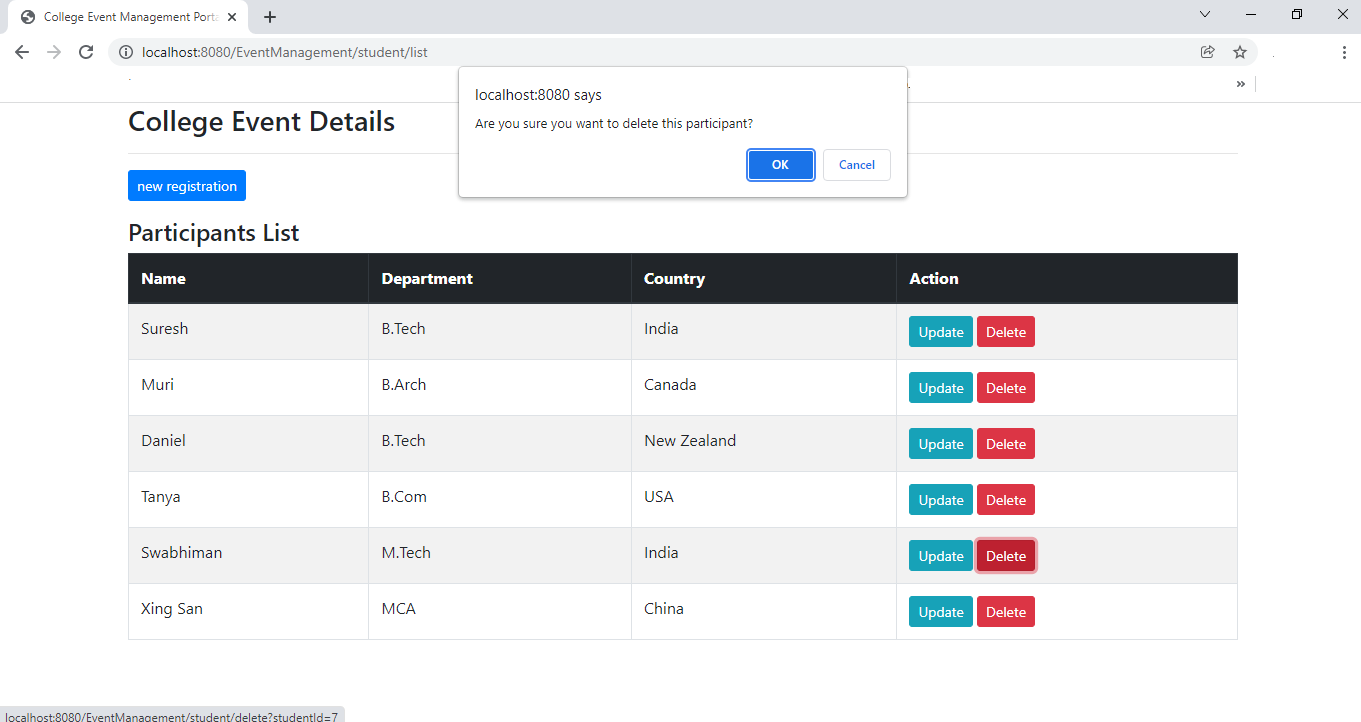 College Event Management Porta
localhost:8080/EventManagement/student/list
»
localhost:8080 says
Are you sure you want to delete this participant?
OK Cancel
College Event Details
new registration
Participants List
Name Department Country Action
Suresh B.Tech India Update Delete
Muri B.Arch Canada Update Delete
Daniel B.Tech New Zealand Update Delete
Tanya B.Com USA Update Delete
Swabhiman M.Tech India Update Delete
Xing San MCA China Update Delete
localhost:8080/EventManagement/student/delete?studentId=7